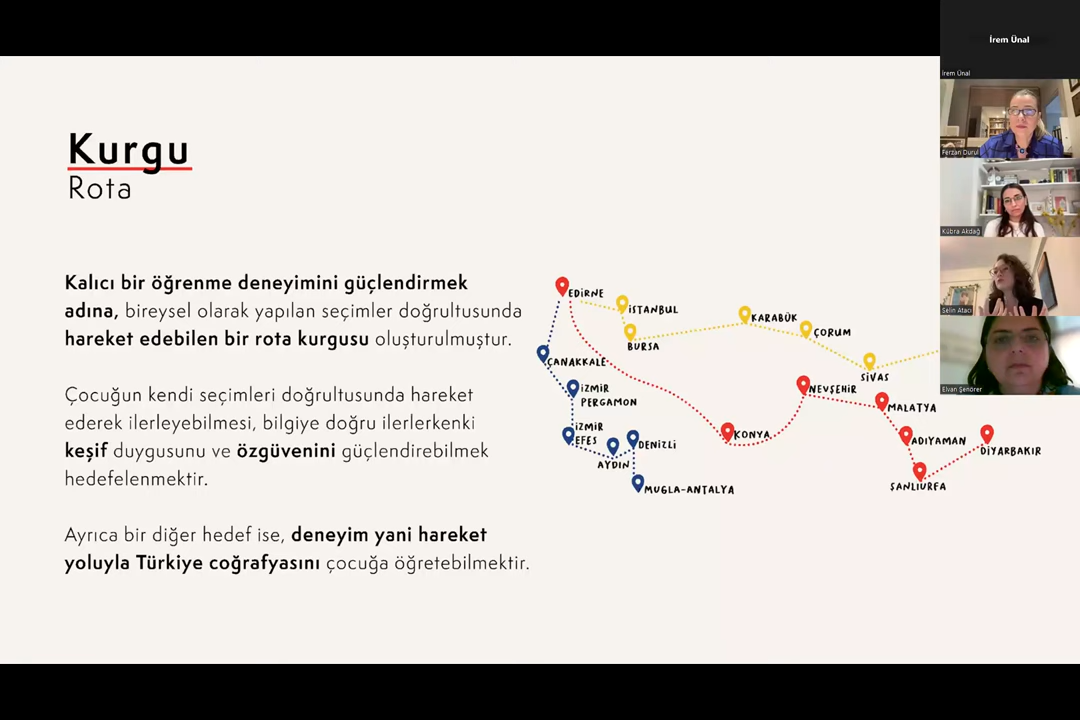 Kurgu
Rota
Kalıcı bir öğrenme deneyimini güçlendirmek
adına, bireysel olarak yapılan seçimler doğrultusunda
hareket edebilen bir rota kurgusu oluşturulmuştur.
Çocuğun kendi seçimleri doğrultusunda hareket
ederek ilerleyebilmesi, bilgiye doğru ilerlerkenki
keşif duygusunu ve özgüvenini güçlendirebilmek
hedefelenmektir.
Ayrıca bir diğer hedef ise, deneyim yani hareket
yoluyla Türkiye coğrafyasını çocuğa öğretebilmektir.
EDİRNE
İSTANBUL
BURSA
KARABÜK
ÇORUM
SİVAS
ÇANAKKALE
İZMİR
PERGAMON
İZMİR
EFES
AYDIN
DENİZLİ
MUGLA-ANTALYA
KONYA
NEVŞEHİR
MALATYA
ADIYAMAN
ŞANLIURFA
DİYARBAKIR
İrem Ünal
İrem Ünal
Ferzan Durul
Kübra Akdağ
Selin Atacı
Elvan Şenörer